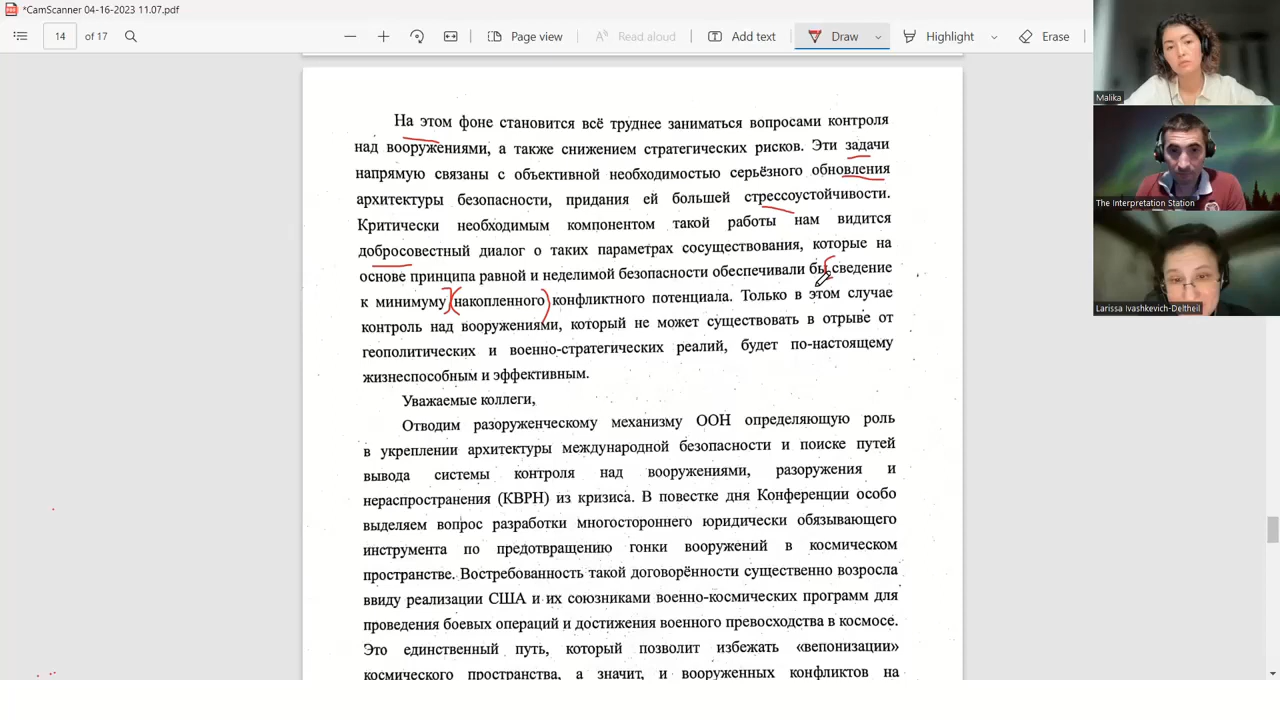 *CamScanner 04-16-2023 11.07.pdf
14 of 17 Page view Read aloud Add text Draw Highlight Erase
Malika
The Interpretation Station
Larissa Ivashkevich-Deltheil
На этом фоне становится всё труднее заниматься вопросами контроля
над вооружениями, а также снижением стратегических рисков. Эти задачи
напрямую связаны с объективной необходимостью серьёзного обновления
архитектуры безопасности, придания ей большей стрессоустойчивости.
Критически необходимым компонентом такой работы нам видится
добросовестный диалог о таких параметрах сосуществования, которые на
основе принципа равной и неделимой безопасности обеспечивали бы сведение
к минимуму накопленного конфликтного потенциала. Только в этом случае
контроль над вооружениями, который не может существовать в отрыве от
геополитических и военно-стратегических реалий, будет по-настоящему
жизнеспособным и эффективным.
Уважаемые коллеги,
Отводим разоруженческому механизму ООН определяющую роль
в укреплении архитектуры международной безопасности и поиске путей
вывода системы контроля над вооружениями, разоружения и
нераспространения (КВРН) из кризиса. В повестке дня Конференции особо
выделяем вопрос разработки многостороннего юридически обязывающего
инструмента по предотвращению гонки вооружений в космическом
пространстве. Востребованность такой договорённости существенно возросла
ввиду реализации США и их союзниками военно-космических программ для
проведения боевых операций и достижения военного превосходства в космосе.
Это единственный путь, который позволит избежать «вепонизации»
космического пространства, а значит, и вооруженных конфликтов на